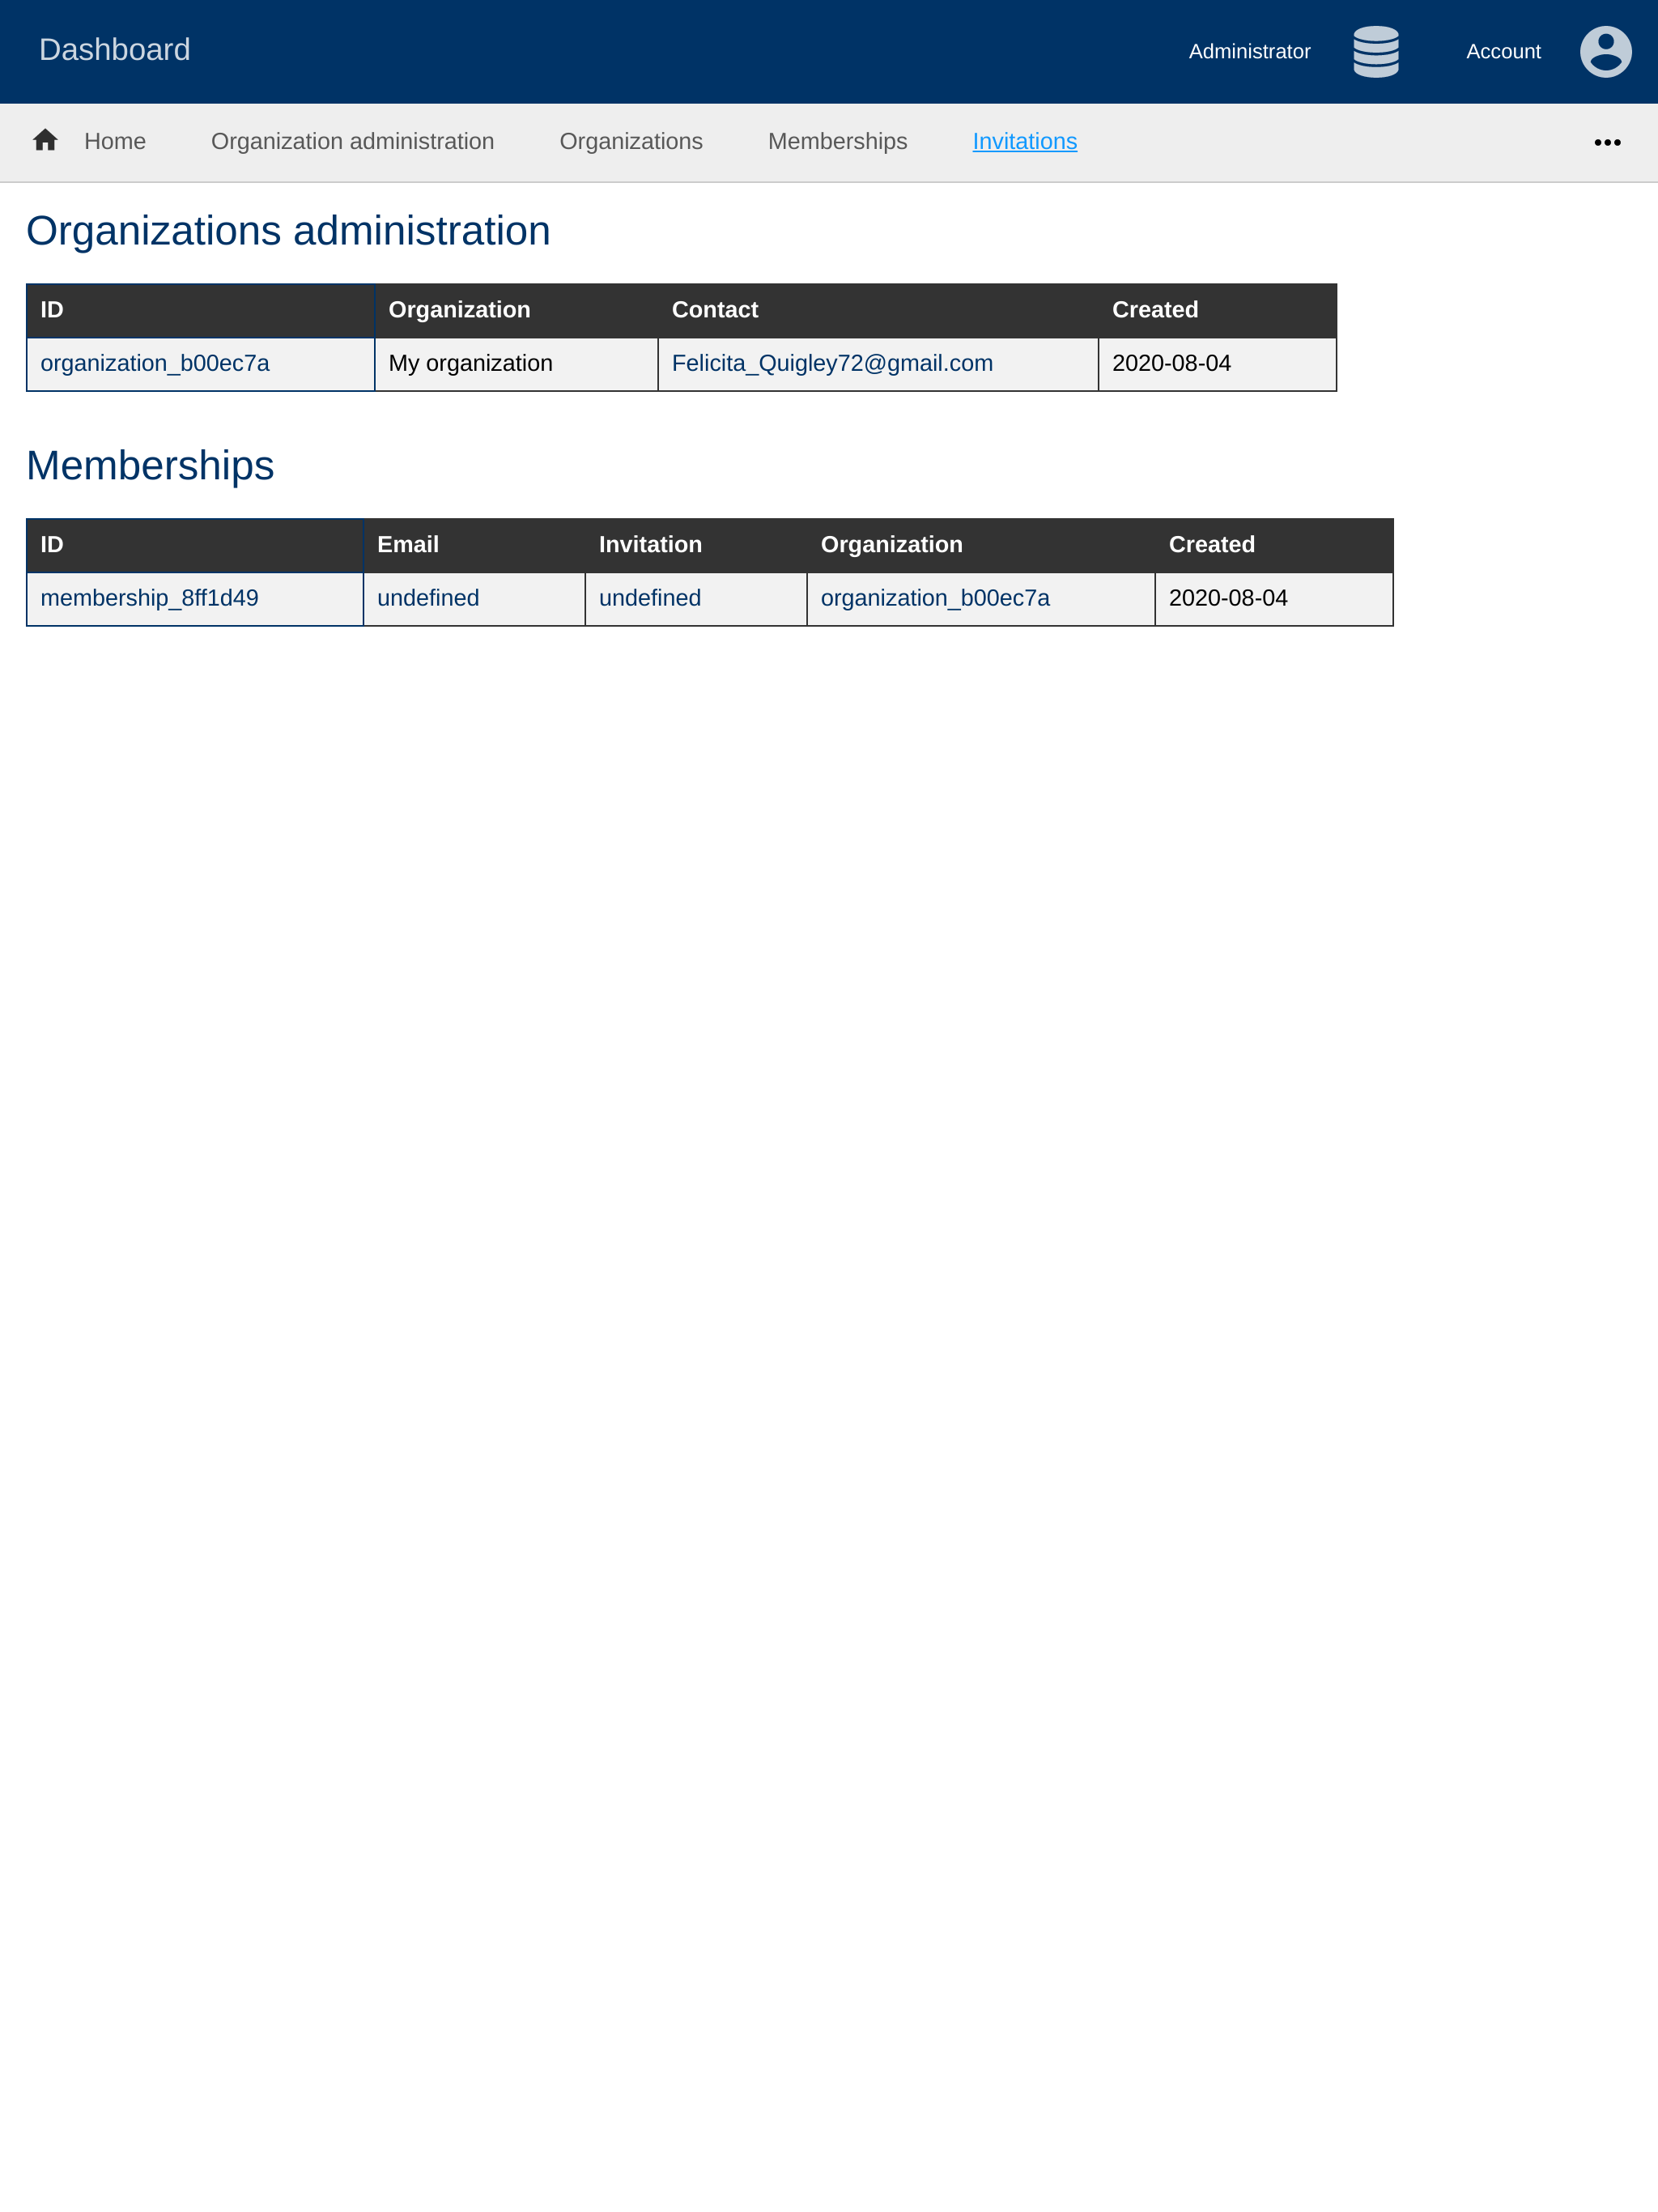 Dashboard Administrator Account
Home Organization administration Organizations Memberships Invitations
Organizations administration
ID Organization Contact Created
organization_b00ec7a My organization Felicita_Quigley72@gmail.com 2020-08-04
Memberships
ID Email Invitation Organization Created
membership_8ff1d49 undefined undefined organization_b00ec7a 2020-08-04